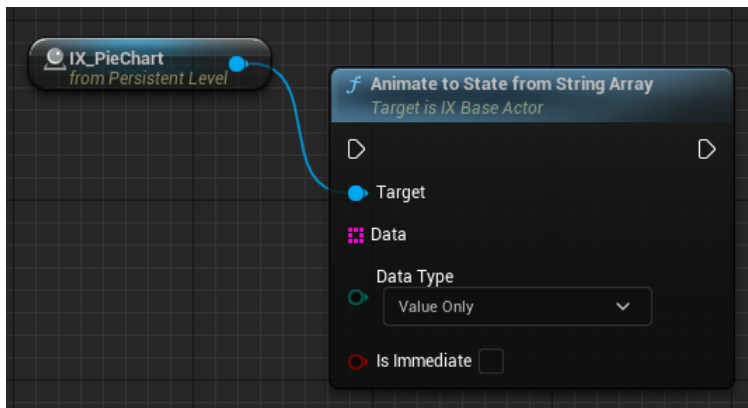 IX_PieChart
from Persistent Level
f Animate to State from String Array
Target is IX Base Actor
Target
Data
Data Type
Value Only
Is Immediate